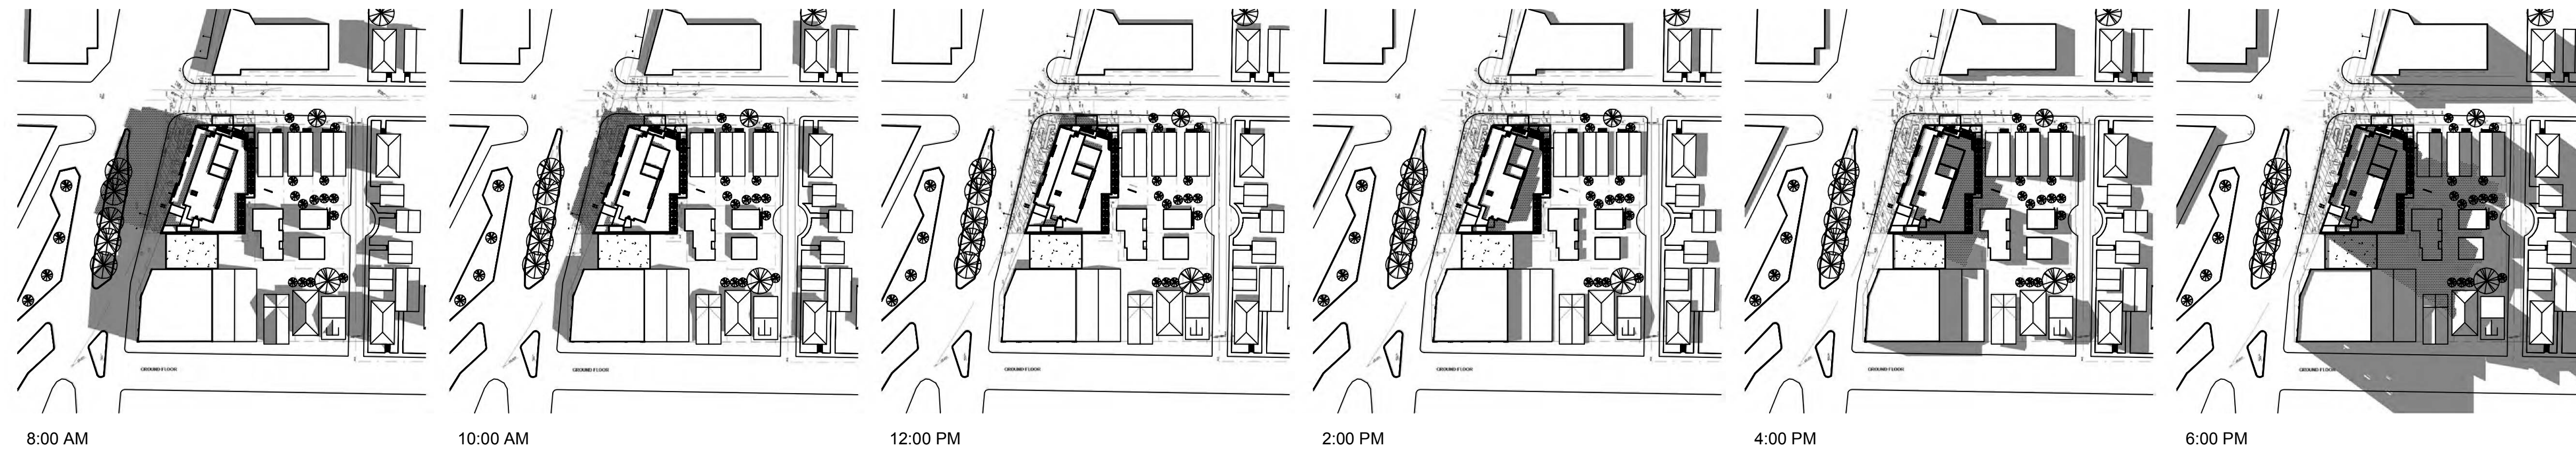 GROUND FLOOR
GROUND FLOOR
GROUND FLOOR
GROUND FLOOR
GROUND FLOOR
GROUND FLOOR
8:00 AM
10:00 AM
12:00 PM
2:00 PM
4:00 PM
6:00 PM